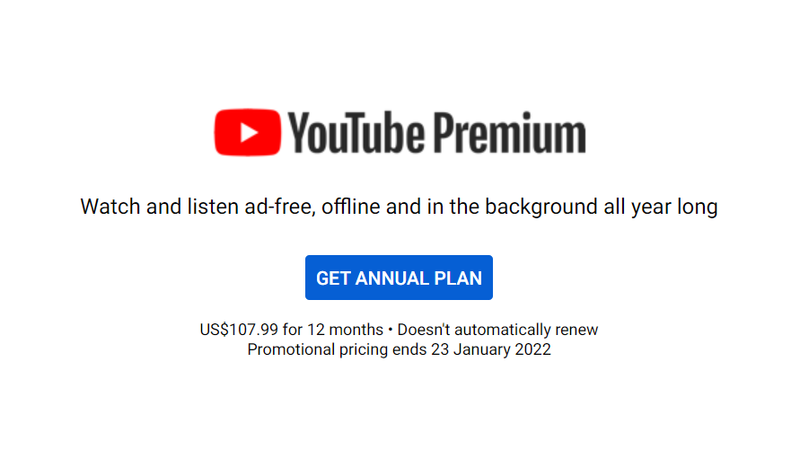 YouTube Premium
Watch and listen ad-free, offline and in the background all year long
GET ANNUAL PLAN
US$107.99 for 12 months • Doesn't automatically renew
Promotional pricing ends 23 January 2022